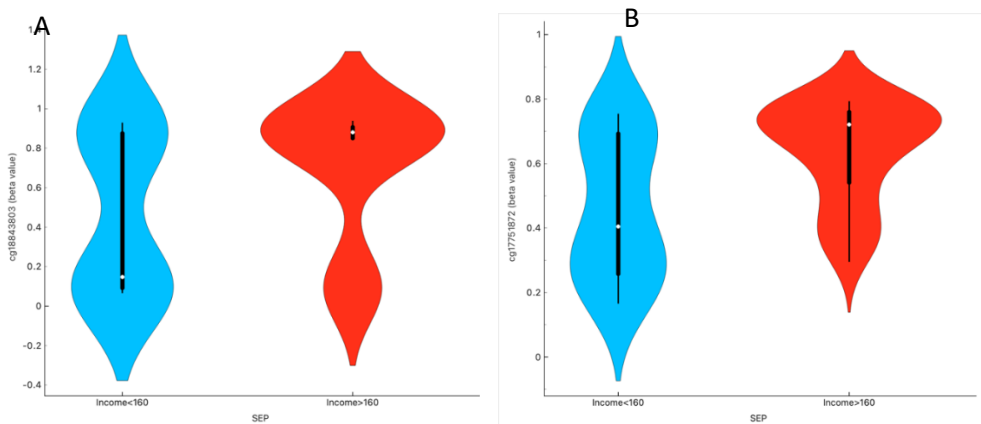 A
1.4
1.2
1
0.8
0.6
0.4
0.2
0
-0.2
-0.4
cg18843803 (beta value)
Income<160
Income>160
SEP
B
1
0.8
0.6
0.4
0.2
0
cg17751872 (beta value)
Income<160
Income>160
SEP